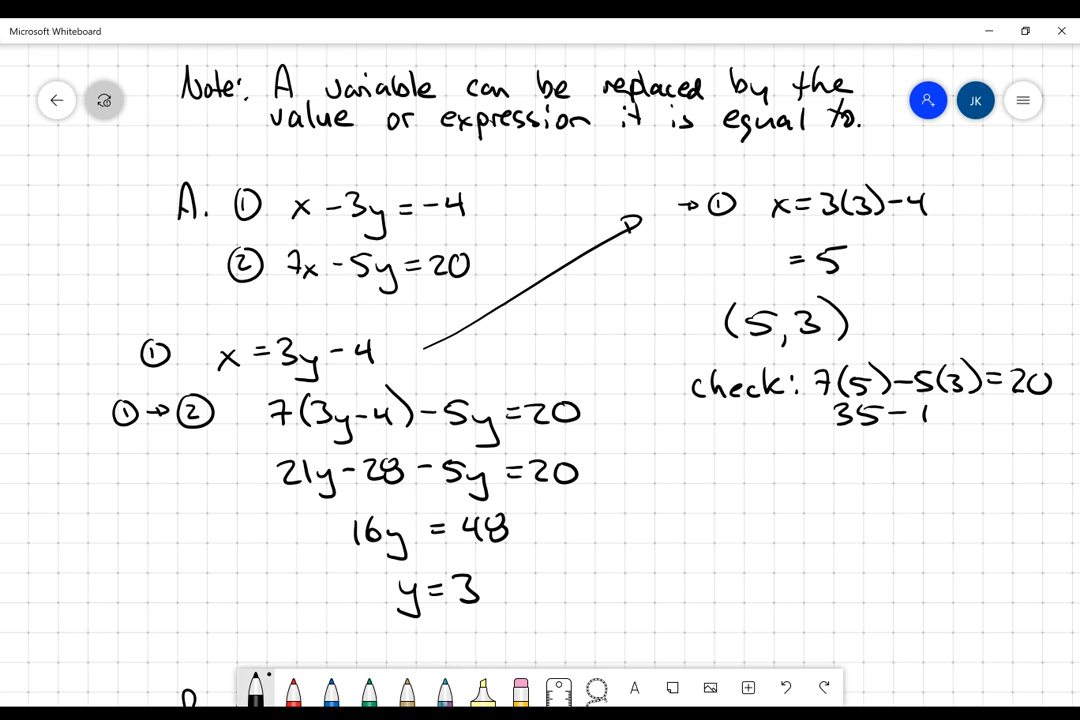 Microsoft Whiteboard
Note: A variable can be replaced by the
value or expression it is equal to.
JK
A. ① x - 3y = -4
② 7x - 5y = 20
① x = 3y - 4
① → ② 7(3y-4) - 5y = 20
21y - 28 - 5y = 20
16y = 48
y = 3
→ ① x = 3(3) - 4
= 5
(5, 3)
check: 7(5) - 5(3) = 20
35 - 1
A